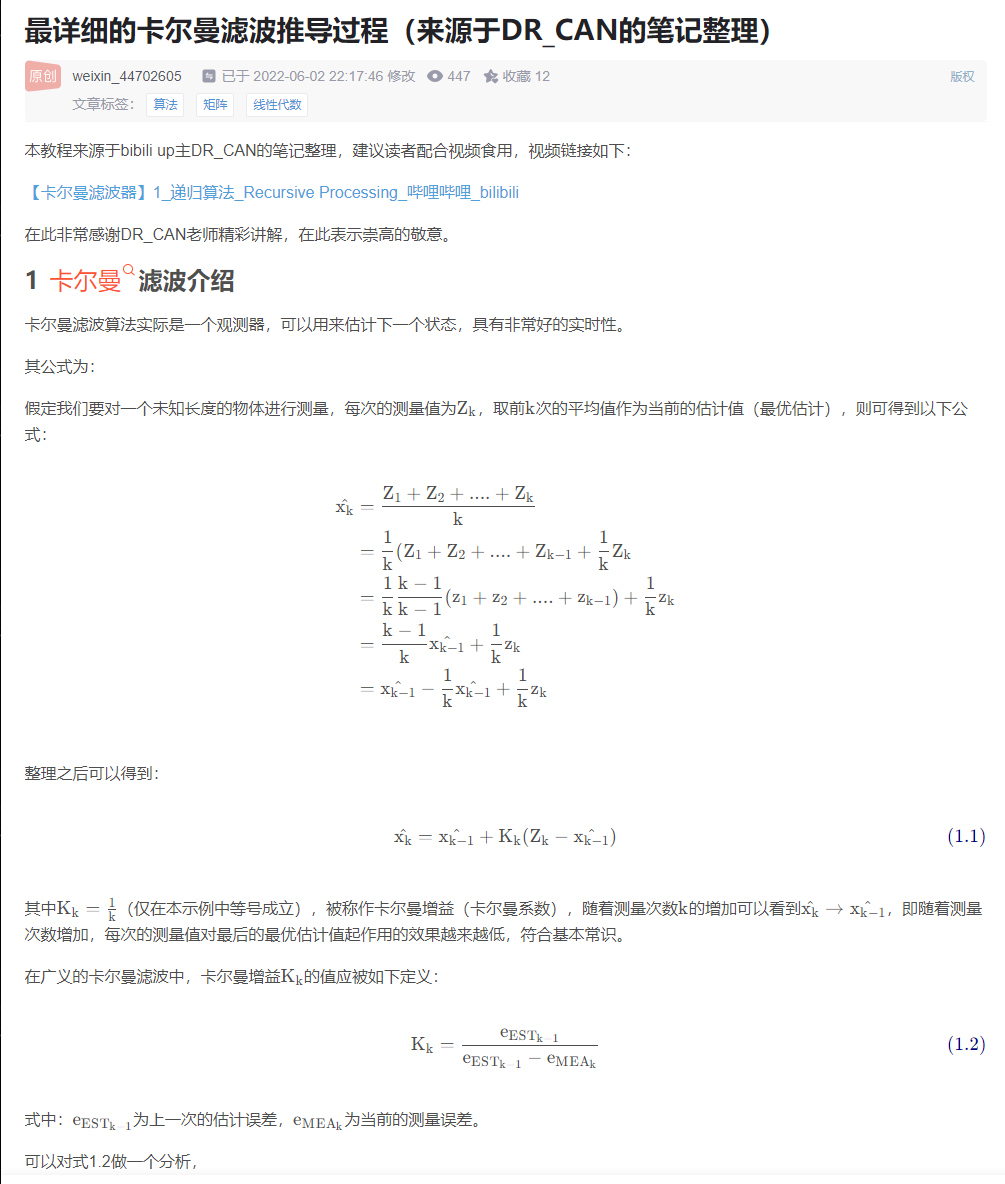 最详细的卡尔曼滤波推导过程（来源于DR_CAN的笔记整理）
原创 weixin_44702605 已于 2022-06-02 22:17:46 修改 447 收藏 12 版权
文章标签： 算法 矩阵 线性代数
本教程来源于bibili up主DR_CAN的笔记整理，建议读者配合视频食用，视频链接如下：
【卡尔曼滤波器】1_递归算法_Recursive Processing_哔哩哔哩_bilibili
在此非常感谢DR_CAN老师精彩讲解，在此表示崇高的敬意。
1 卡尔曼滤波介绍
卡尔曼滤波算法实际是一个观测器，可以用来估计下一个状态，具有非常好的实时性。
其公式为：
假定我们要对一个未知长度的物体进行测量，每次的测量值为Z_k，取前k次的平均值作为当前的估计值（最优估计），则可得到以下公
式：
\hat{x_k} = \frac{Z_1 + Z_2 + .... + Z_k}{k}
= \frac{1}{k}(Z_1 + Z_2 + .... + Z_{k-1} + \frac{1}{k}Z_k
= \frac{1}{k}\frac{k-1}{k-1}(z_1 + z_2 + .... + z_{k-1}) + \frac{1}{k}z_k
= \frac{k-1}{k}\hat{x_{k-1}} + \frac{1}{k}z_k
= \hat{x_{k-1}} - \frac{1}{k}\hat{x_{k-1}} + \frac{1}{k}z_k
整理之后可以得到：
\hat{x_k} = \hat{x_{k-1}} + K_k(Z_k - \hat{x_{k-1}}) (1.1)
其中K_k = \frac{1}{k}（仅在本示例中等号成立），被称作卡尔曼增益（卡尔曼系数），随着测量次数k的增加可以看到\hat{x_k} → \hat{x_{k-1}}，即随着测量
次数增加，每次的测量值对最后的最优估计值起作用的效果越来越低，符合基本常识。
在广义的卡尔曼滤波中，卡尔曼增益K_k的值应被如下定义：
K_k = \frac{e_{EST_{k-1}}}{e_{EST_{k-1}} - e_{MEA_k}} (1.2)
式中：e_{EST_{k-1}}为上一次的估计误差，e_{MEA_k}为当前的测量误差。
可以对式1.2做一个分析，